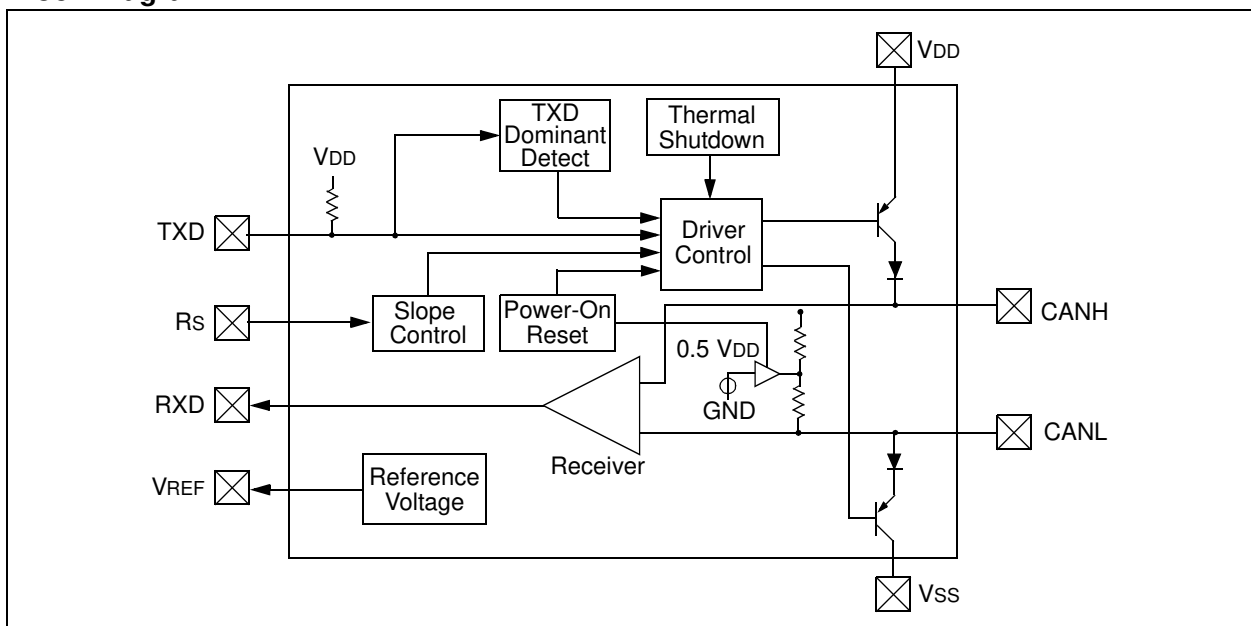 VDD
TXD
Dominant
Detect
Thermal
Shutdown
VDD
TXD
Driver
Control
RS
Slope
Control
Power-On
Reset
CANH
0.5 VDD
RXD
GND
CANL
Receiver
VREF
Reference
Voltage
VSS